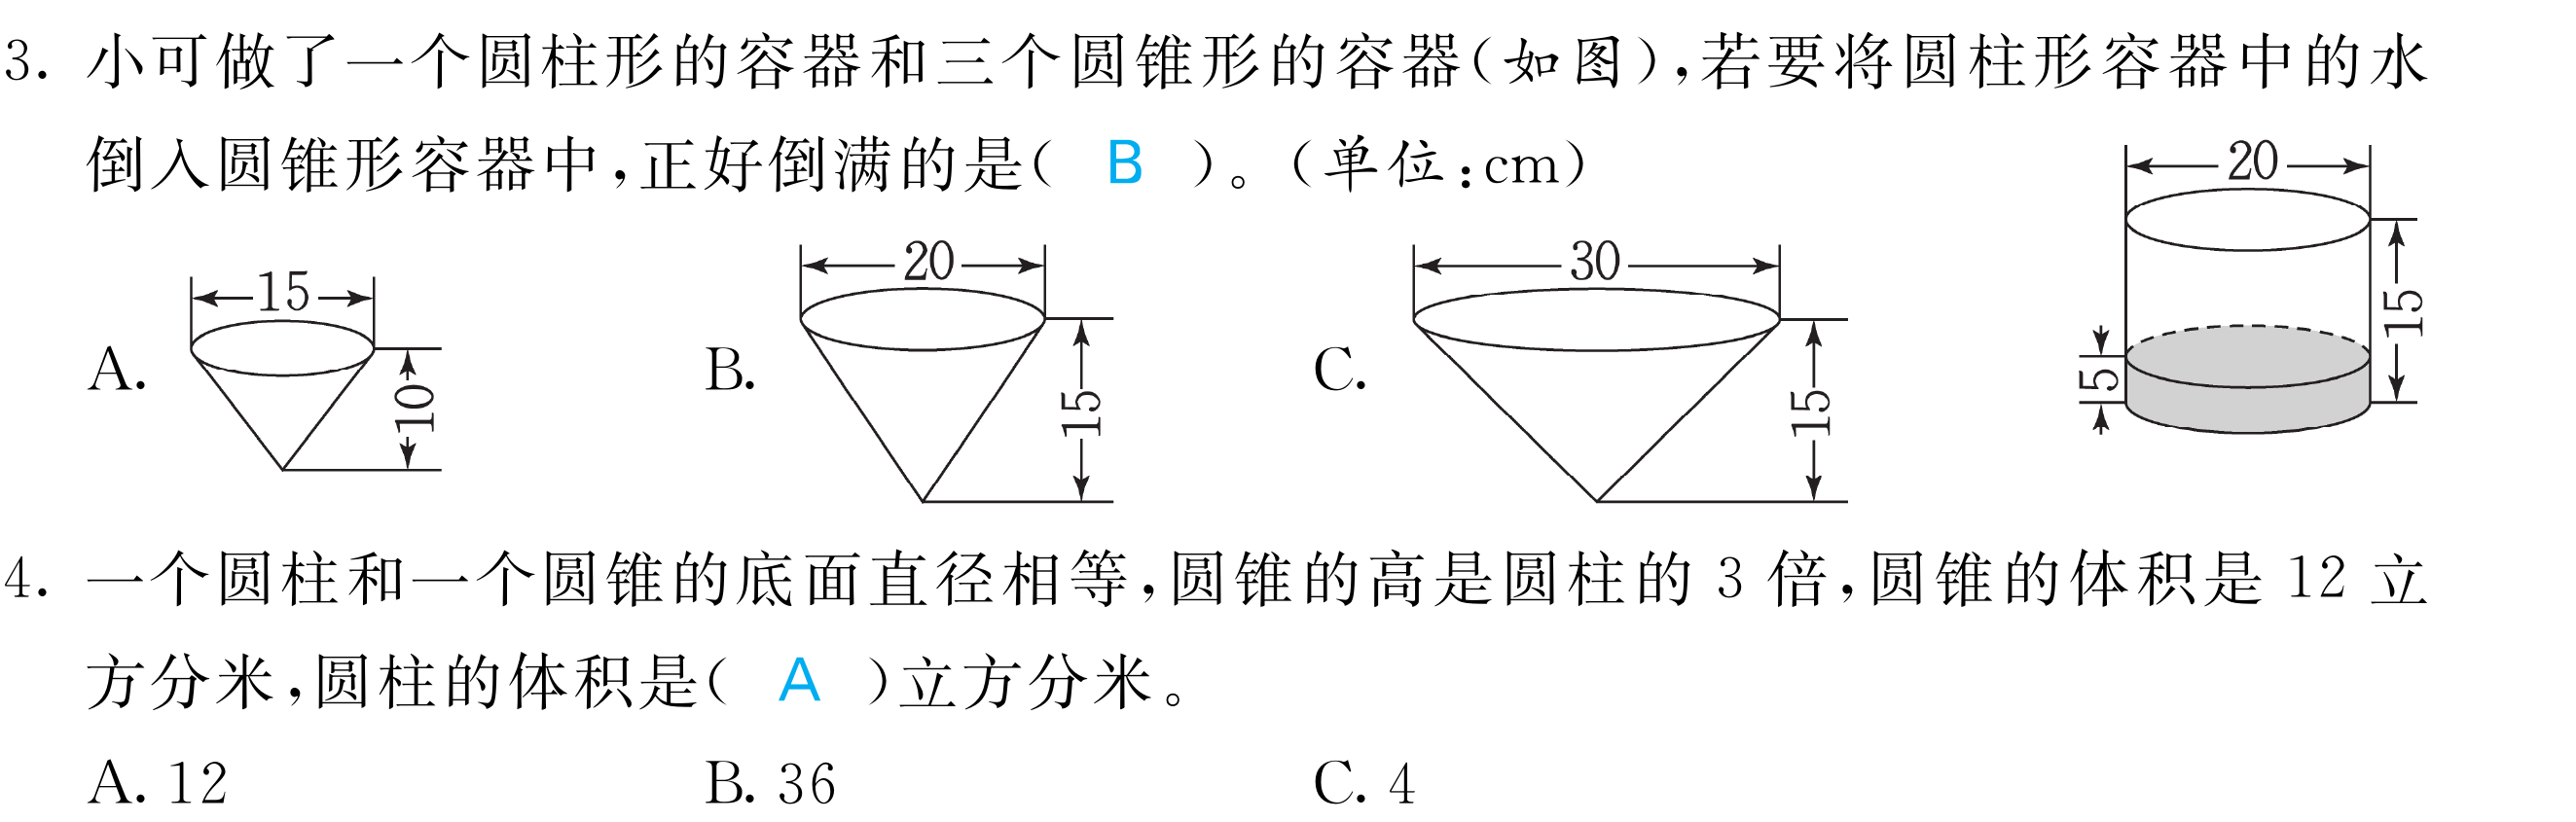 3. 小可做了一个圆柱形的容器和三个圆锥形的容器(如图),若要将圆柱形容器中的水
倒入圆锥形容器中,正好倒满的是( B )。(单位:cm)
A. 15 10
B. 20 15
C. 30 15
20 15 5
4. 一个圆柱和一个圆锥的底面直径相等,圆锥的高是圆柱的 3 倍,圆锥的体积是 12 立
方分米,圆柱的体积是( A )立方分米。
A. 12 B. 36 C. 4